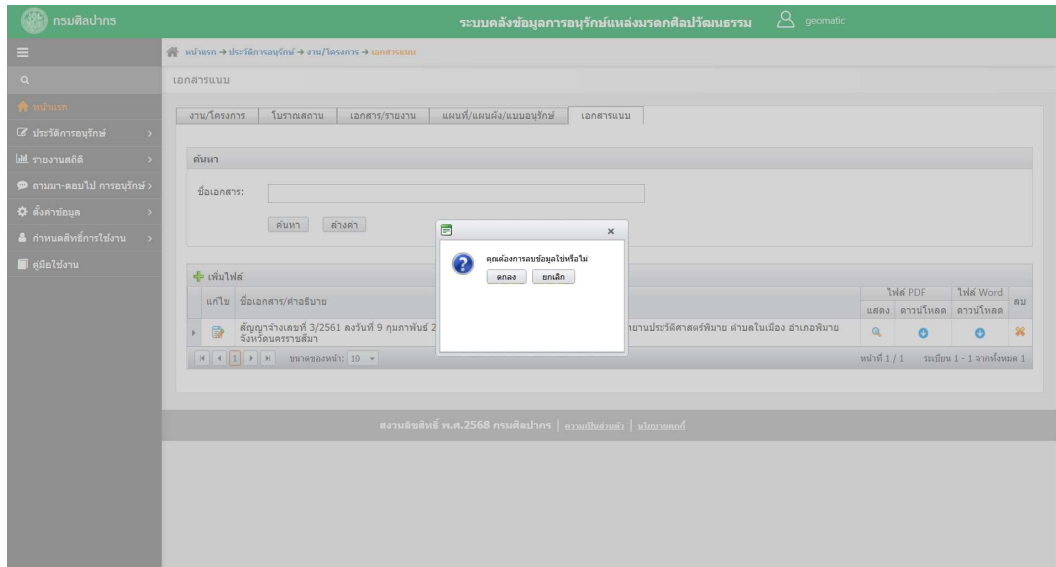 กรมศิลปากร
ระบบคลังข้อมูลการอนุรักษ์แหล่งมรดกศิลปวัฒนธรรม
geomatic
หน้าแรก → ประวัติการอนุรักษ์ → งาน/โครงการ → เอกสารแนบ
เอกสารแนบ
หน้าแรก
ประวัติการอนุรักษ์
รายงานสถิติ
ถามมา-ตอบไป การอนุรักษ์
ตั้งค่าข้อมูล
กำหนดสิทธิ์การใช้งาน
คู่มือใช้งาน
งาน/โครงการ
โบราณสถาน
เอกสาร/รายงาน
แผนที่/แผนผัง/แบบอนุรักษ์
เอกสารแนบ
ค้นหา
ชื่อเอกสาร:
ค้นหา
ล้างค่า
คุณต้องการลบข้อมูลใช่หรือไม่
ตกลง
ยกเลิก
เพิ่มไฟล์
แก้ไข
ชื่อเอกสาร/คำอธิบาย
ไฟล์ PDF
ไฟล์ Word
ลบ
แสดง
ดาวน์โหลด
ดาวน์โหลด
สัญญาจ้างเลขที่ 3/2561 ลงวันที่ 9 กุมภาพันธ์ 2
ยานประวัติศาสตร์พิมาย ตำบลในเมือง อำเภอพิมาย
จังหวัดนครราชสีมา
1
ขนาดของหน้า: 10
หน้าที่ 1 / 1
ระเบียน 1 - 1 จากทั้งหมด 1
สงวนลิขสิทธิ์ พ.ศ.2568 กรมศิลปากร | ความเป็นส่วนตัว | นโยบายคุกกี้